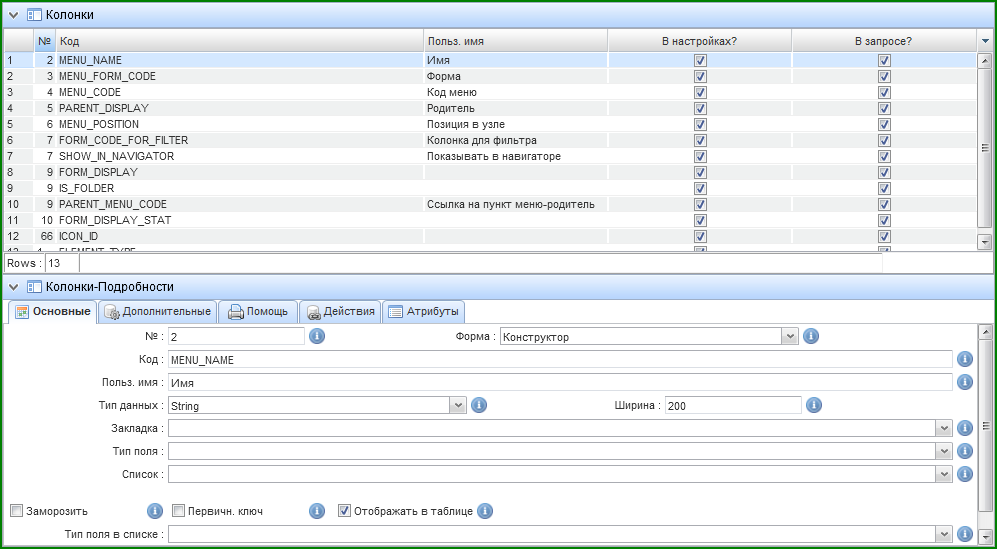 Колонки
№ Код Польз. имя В настройках? В запросе?
1 2 MENU_NAME Имя
2 3 MENU_FORM_CODE Форма
3 4 MENU_CODE Код меню
4 5 PARENT_DISPLAY Родитель
5 6 MENU_POSITION Позиция в узле
6 7 FORM_CODE_FOR_FILTER Колонка для фильтра
7 7 SHOW_IN_NAVIGATOR Показывать в навигаторе
8 9 FORM_DISPLAY
9 9 IS_FOLDER
10 9 PARENT_MENU_CODE Ссылка на пункт меню-родитель
11 10 FORM_DISPLAY_STAT
12 66 ICON_ID
13 ELEMENT_TYPE
Rows : 13
Колонки-Подробности
Основные Дополнительные Помощь Действия Атрибуты
№ : 2 Форма : Конструктор
Код : MENU_NAME
Польз. имя : Имя
Тип данных : String Ширина : 200
Закладка :
Тип поля :
Список :
Заморозить Первичн. ключ Отображать в таблице
Тип поля в списке :